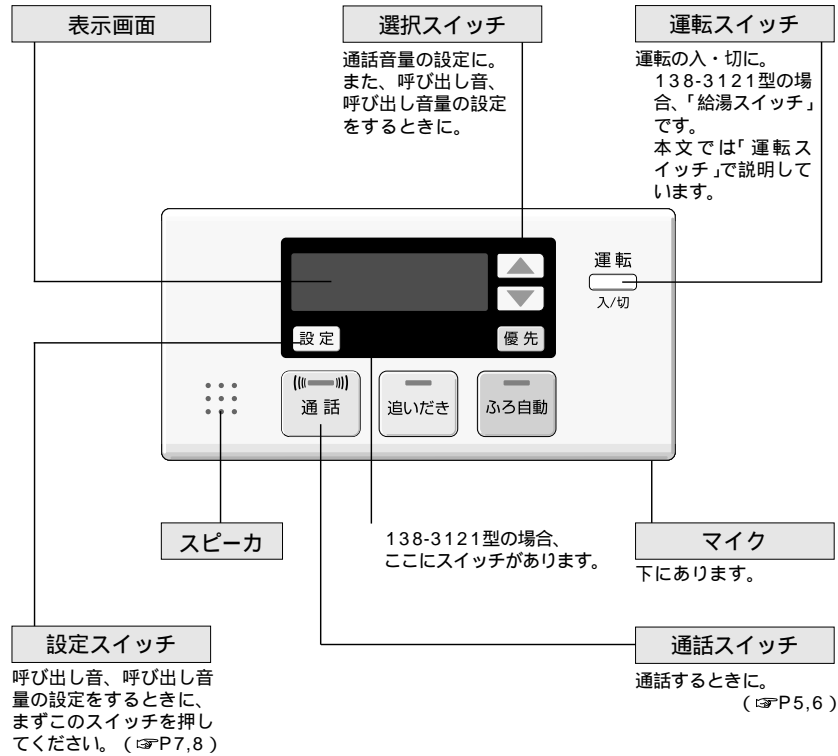 表示画面
選択スイッチ
通話音量の設定に。
また、呼び出し音、
呼び出し音量の設定
をするときに。
運転スイッチ
運転の入・切に。
138-3121型の場
合、「給湯スイッチ」
です。
本文では「運転ス
イッチ」で説明して
います。
運転
入/切
設定
優先
通話
追いだき
ふろ自動
スピーカ
138-3121型の場合、
ここにスイッチがあります。
マイク
下にあります。
設定スイッチ
呼び出し音、呼び出し音
量の設定をするときに、
まずこのスイッチを押し
てください。(☞P7,8)
通話スイッチ
通話するときに。
(☞P5,6)